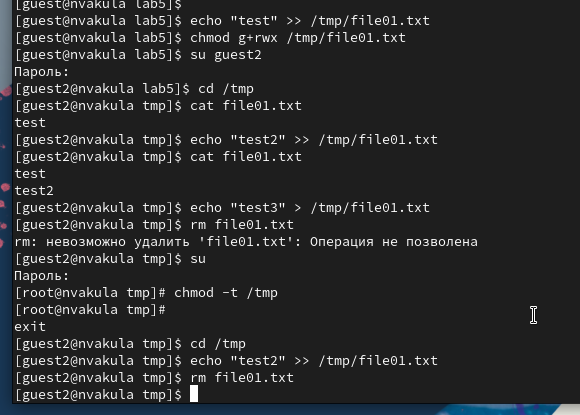 [guest@nvakula lab5]$
[guest@nvakula lab5]$ echo "test" >> /tmp/file01.txt
[guest@nvakula lab5]$ chmod g+rwx /tmp/file01.txt
[guest@nvakula lab5]$ su guest2
Пароль:
[guest2@nvakula lab5]$ cd /tmp
[guest2@nvakula tmp]$ cat file01.txt
test
[guest2@nvakula tmp]$ echo "test2" >> /tmp/file01.txt
[guest2@nvakula tmp]$ cat file01.txt
test
test2
[guest2@nvakula tmp]$ echo "test3" > /tmp/file01.txt
[guest2@nvakula tmp]$ rm file01.txt
rm: невозможно удалить 'file01.txt': Операция не позволена
[guest2@nvakula tmp]$ su
Пароль:
[root@nvakula tmp]# chmod -t /tmp
[root@nvakula tmp]#
exit
[guest2@nvakula tmp]$ cd /tmp
[guest2@nvakula tmp]$ echo "test2" >> /tmp/file01.txt
[guest2@nvakula tmp]$ rm file01.txt
[guest2@nvakula tmp]$